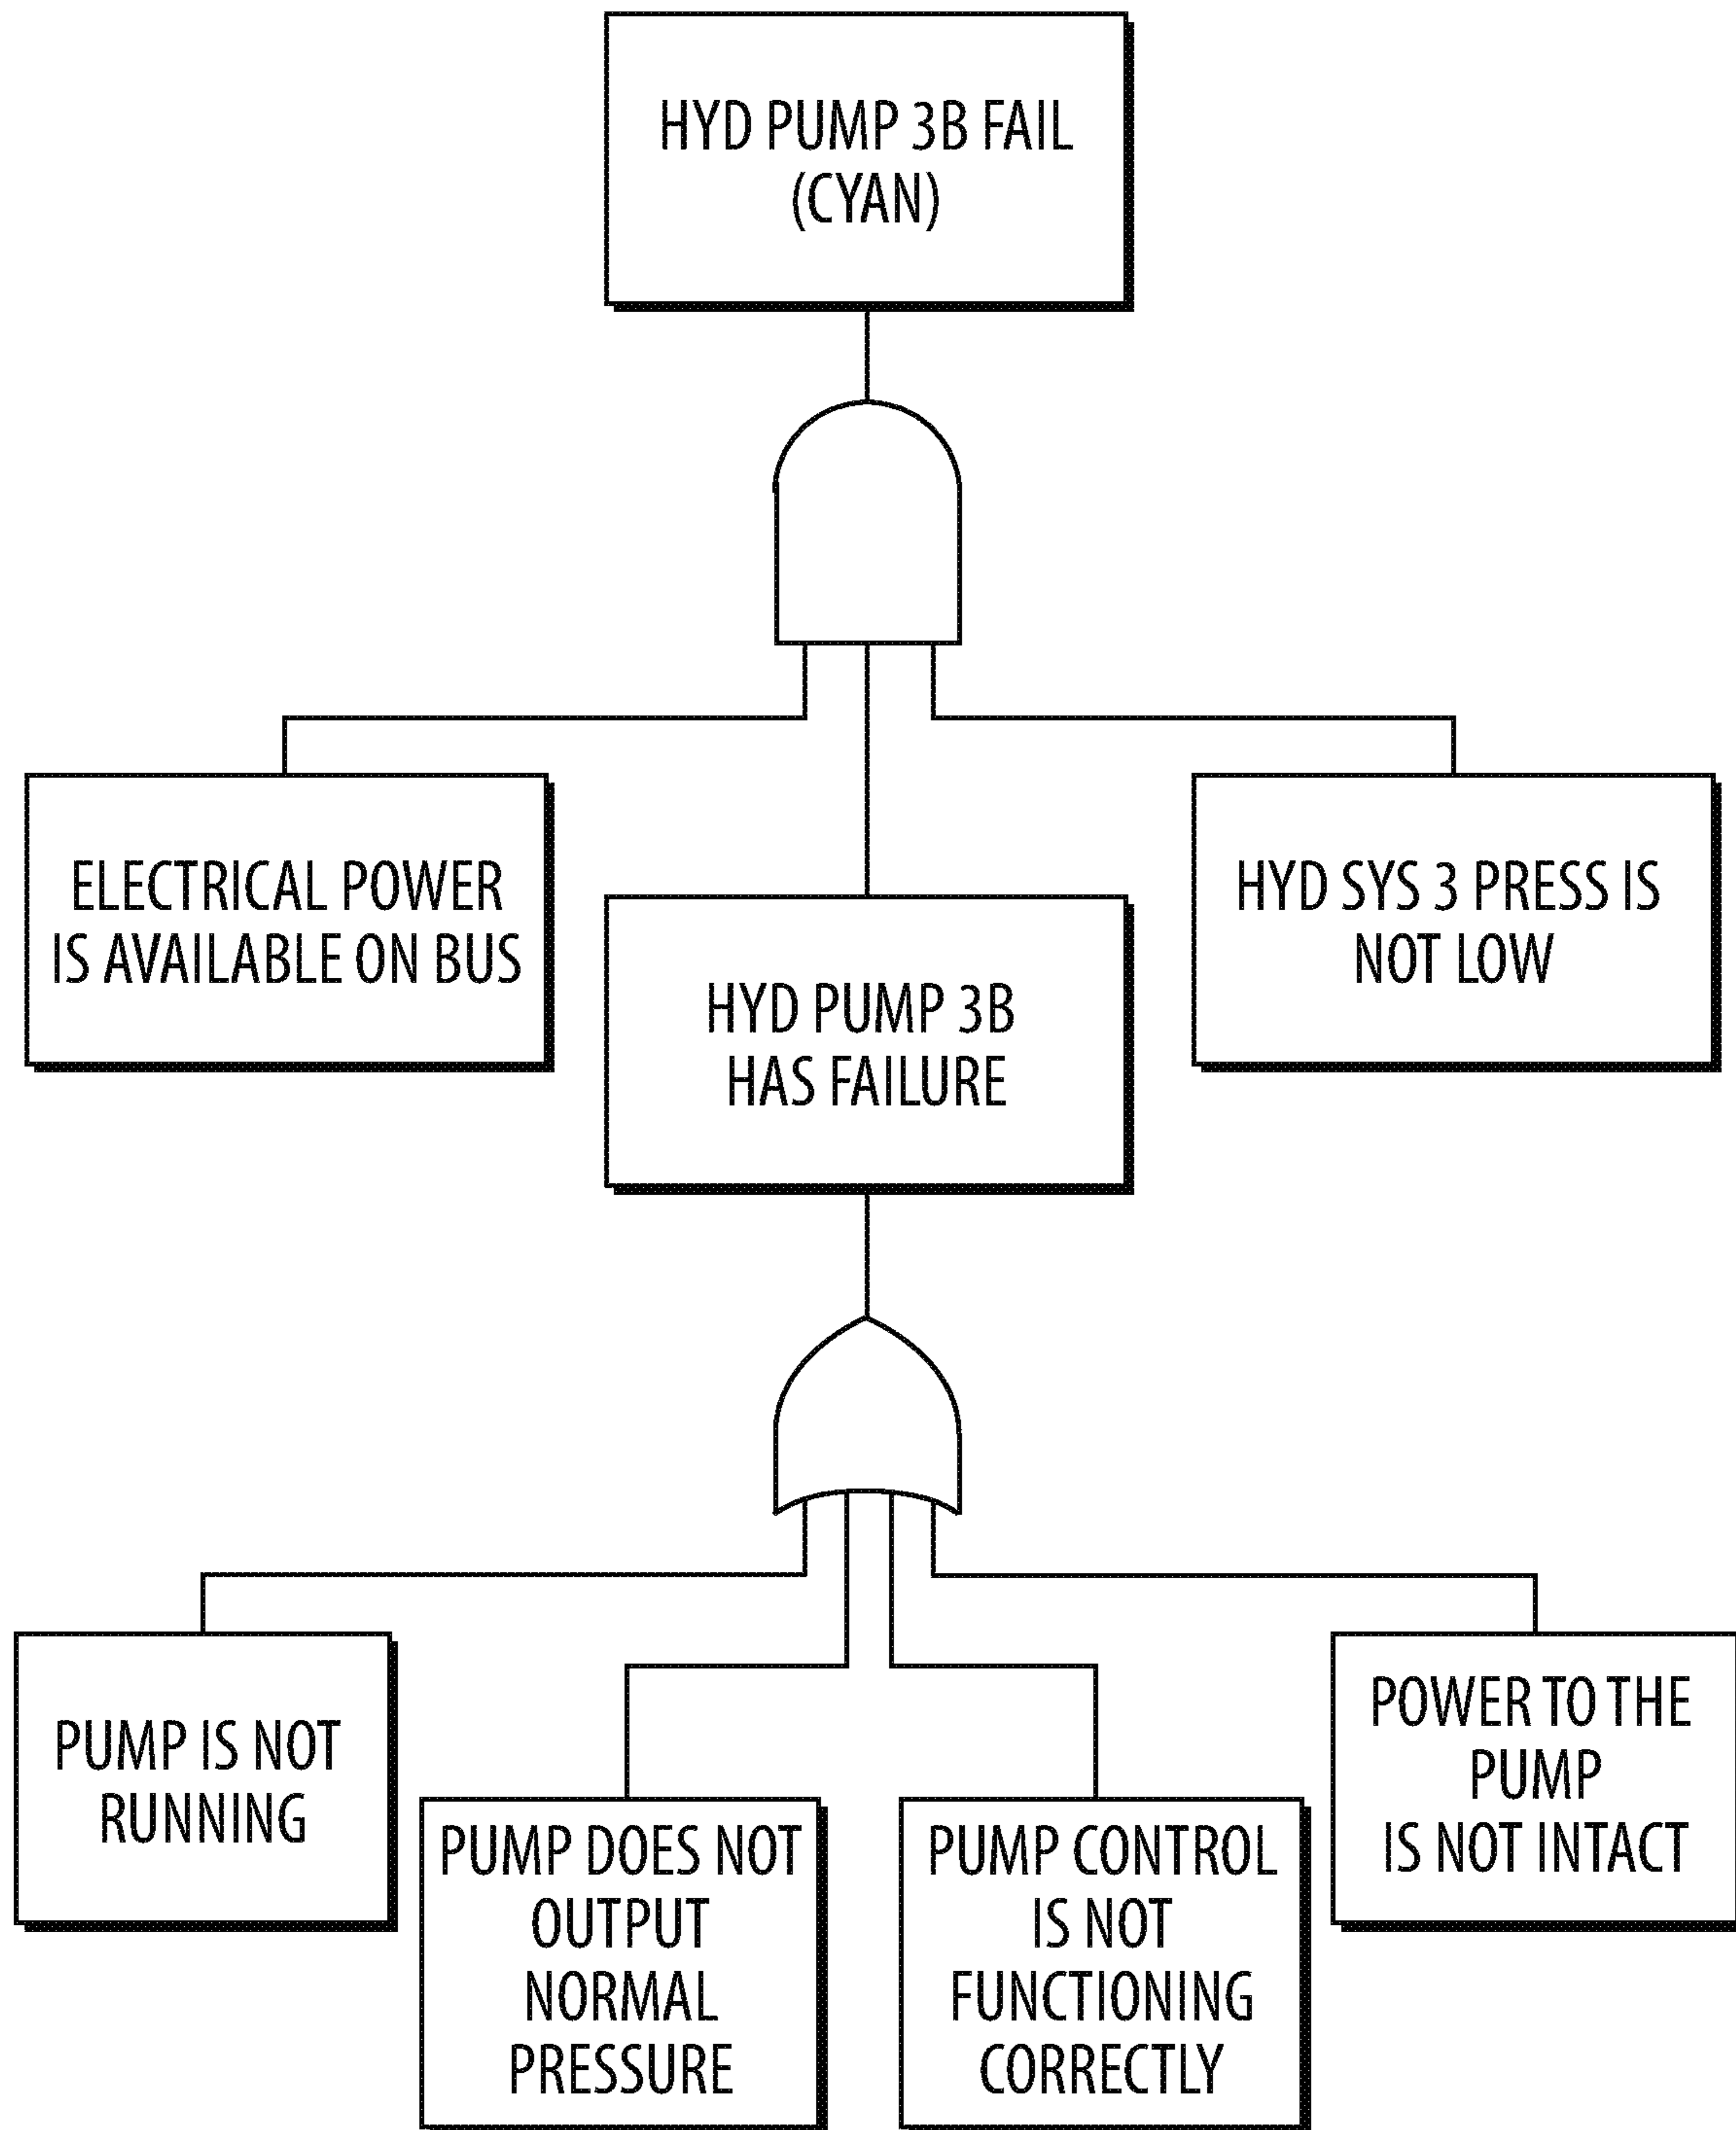 HYD PUMP 3B FAIL
(CYAN)
ELECTRICAL POWER
IS AVAILABLE ON BUS
HYD PUMP 3B
HAS FAILURE
HYD SYS 3 PRESS IS
NOT LOW
PUMP IS NOT
RUNNING
PUMP DOES NOT
OUTPUT
NORMAL
PRESSURE
PUMP CONTROL
IS NOT
FUNCTIONING
CORRECTLY
POWER TO THE
PUMP
IS NOT INTACT